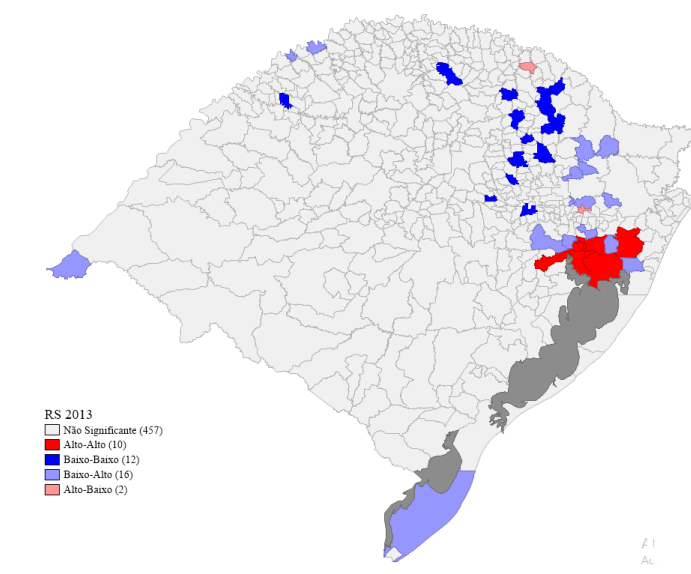 RS 2013
Não Significante (457)
Alto-Alto (10)
Baixo-Baixo (12)
Baixo-Alto (16)
Alto-Baixo (2)